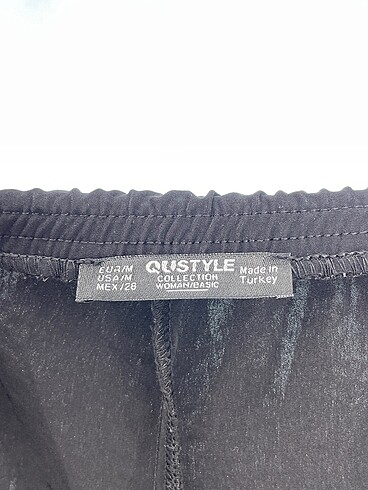 EUR/M
USA/M
MEX/28
QUSTYLE
COLLECTION
WOMAN/BASIC
Made in
Turkey